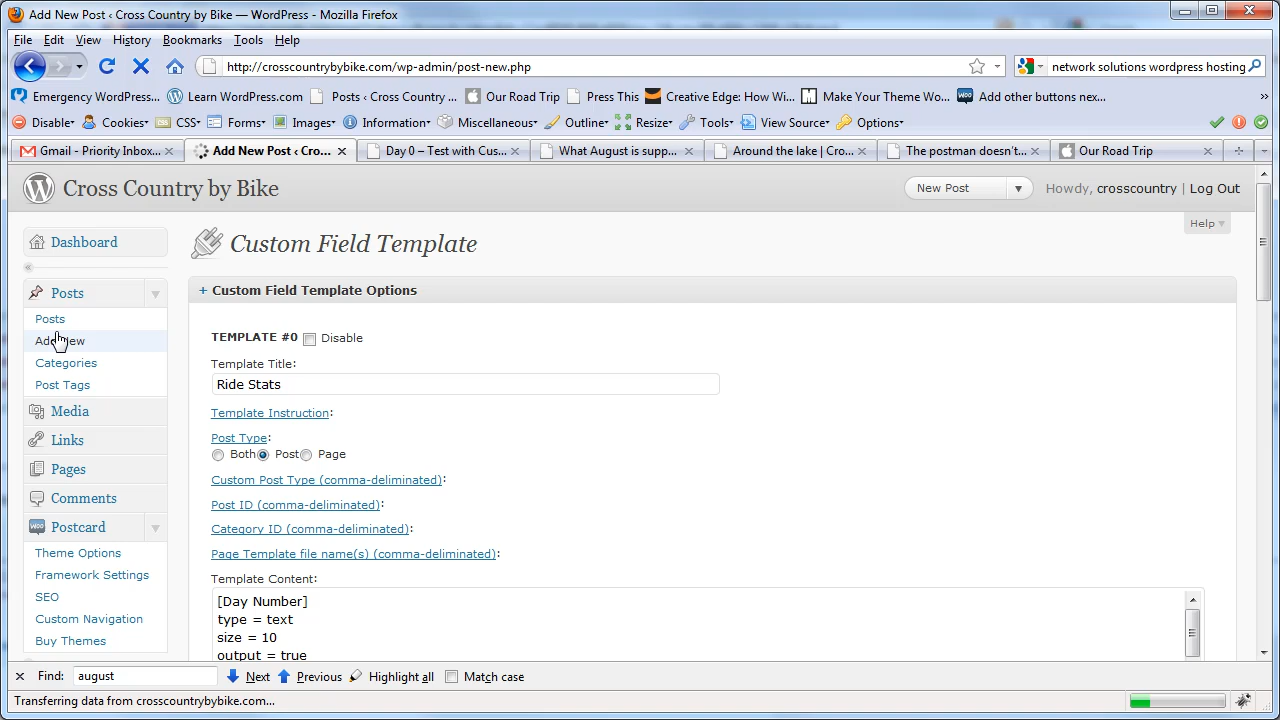 Add New Post ‹ Cross Country by Bike — WordPress - Mozilla Firefox
File Edit View History Bookmarks Tools Help
http://crosscountrybybike.com/wp-admin/post-new.php
network solutions wordpress hosting
Emergency WordPress... Learn WordPress.com Posts ‹ Cross Country ... Our Road Trip Press This Creative Edge: How Wi... Make Your Theme Wo... Add other buttons nex... »
Disable▾ Cookies▾ CSS▾ Forms▾ Images▾ Information▾ Miscellaneous▾ Outline▾ Resize▾ Tools▾ View Source▾ Options▾
Gmail - Priority Inbox... Add New Post ‹ Cro... Day 0 – Test with Cus... What August is supp... Around the lake | Cro... The postman doesn't... Our Road Trip
Cross Country by Bike
New Post
Howdy, crosscountry | Log Out
Help
Dashboard
Custom Field Template
Posts
+ Custom Field Template Options
Posts
TEMPLATE #0 Disable
Categories
Template Title:
Post Tags
Ride Stats
Media
Template Instruction:
Links
Post Type:
Both Post Page
Pages
Custom Post Type (comma-deliminated):
Comments
Post ID (comma-deliminated):
Postcard
Category ID (comma-deliminated):
Theme Options
Page Template file name(s) (comma-deliminated):
Framework Settings
Template Content:
SEO
[Day Number]
Custom Navigation
type = text
Buy Themes
size = 10
output = true
Find: august Next Previous Highlight all Match case
Transferring data from crosscountrybybike.com...